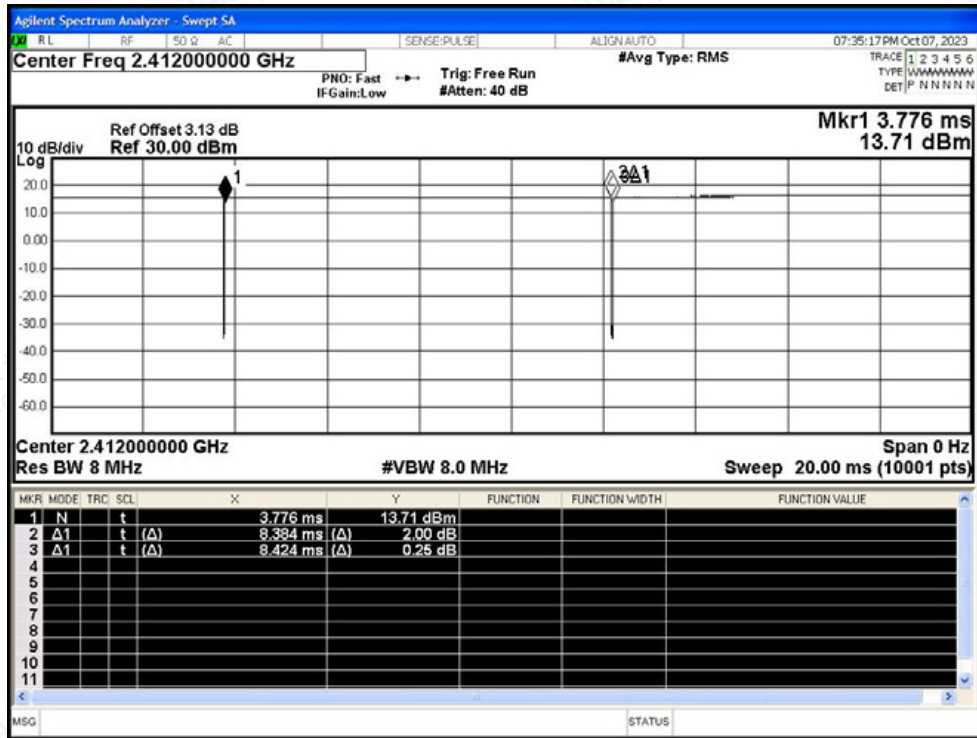 Agilent Spectrum Analyzer - Swept SA
RL RF 50 Ω AC SENSE:PULSE ALIGNAUTO 07:35:17 PM Oct 07, 2023
Center Freq 2.412000000 GHz #Avg Type: RMS TRACE 1 2 3 4 5 6
PNO: Fast Trig: Free Run TYPE WWWWWW
IFGain:Low #Atten: 40 dB DET P N N N N N
Mkr1 3.776 ms
Ref Offset 3.13 dB
10 dB/div Ref 30.00 dBm 13.71 dBm
Log
1
3Δ1
20.0
10.0
0.00
-10.0
-20.0
-30.0
-40.0
-50.0
-60.0
Center 2.412000000 GHz Span 0 Hz
Res BW 8 MHz #VBW 8.0 MHz Sweep 20.00 ms (10001 pts)
MKR MODE TRC SCL X Y FUNCTION FUNCTION WIDTH FUNCTION VALUE
1 N t 3.776 ms 13.71 dBm
2 Δ1 t (Δ) 8.384 ms (Δ) 2.00 dB
3 Δ1 t (Δ) 8.424 ms (Δ) 0.25 dB
4
5
6
7
8
9
10
11
MSG STATUS